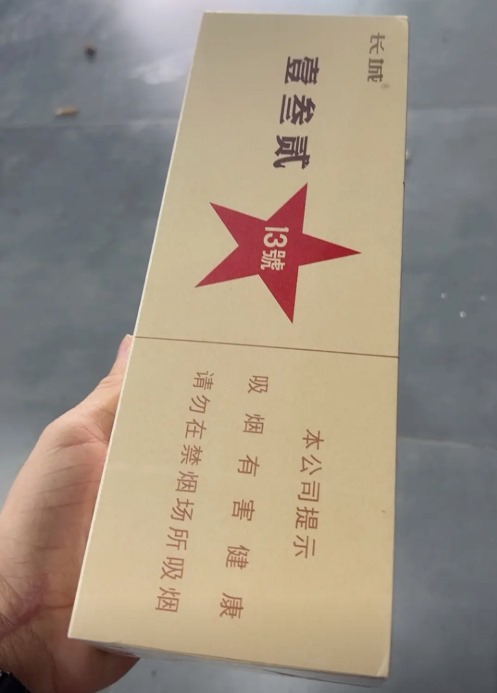 长城®
壹叁贰
13號
本公司提示
吸烟有害健康
请勿在禁烟场所吸烟